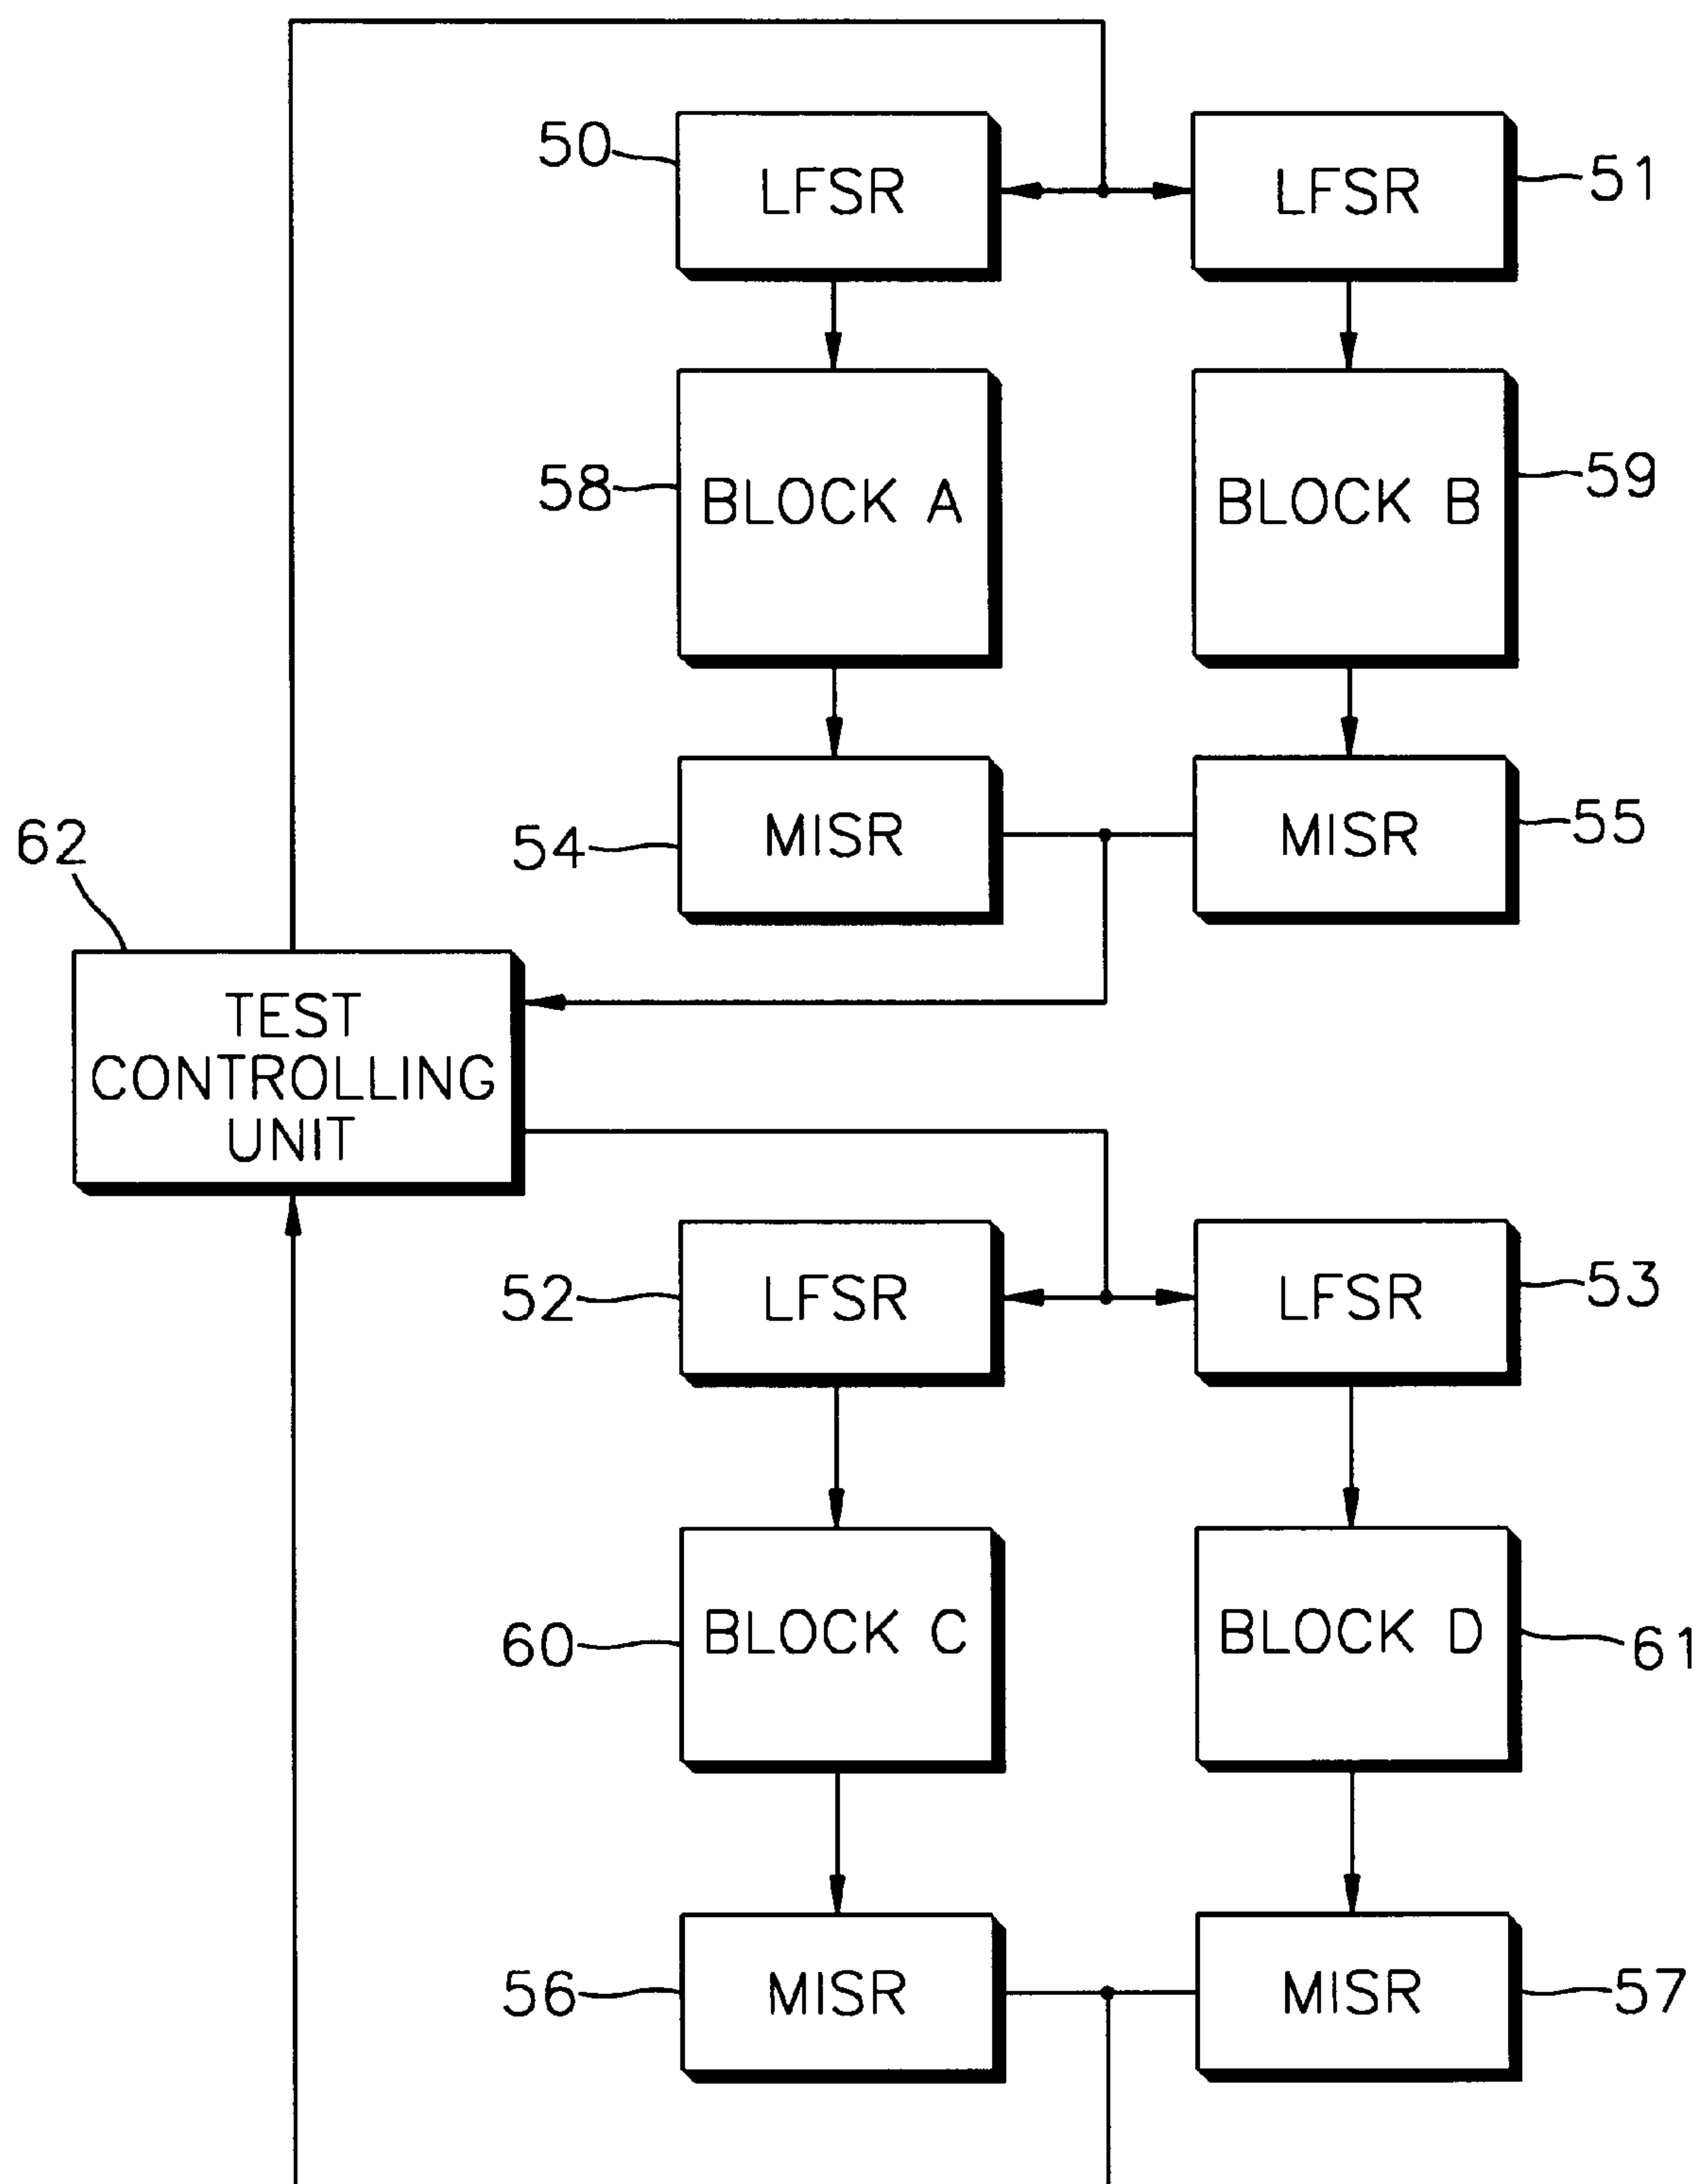 50
LFSR
LFSR
51
58
BLOCK A
BLOCK B
59
54
MISR
MISR
55
62
TEST
CONTROLLING
UNIT
52
LFSR
LFSR
53
60
BLOCK C
BLOCK D
61
56
MISR
MISR
57